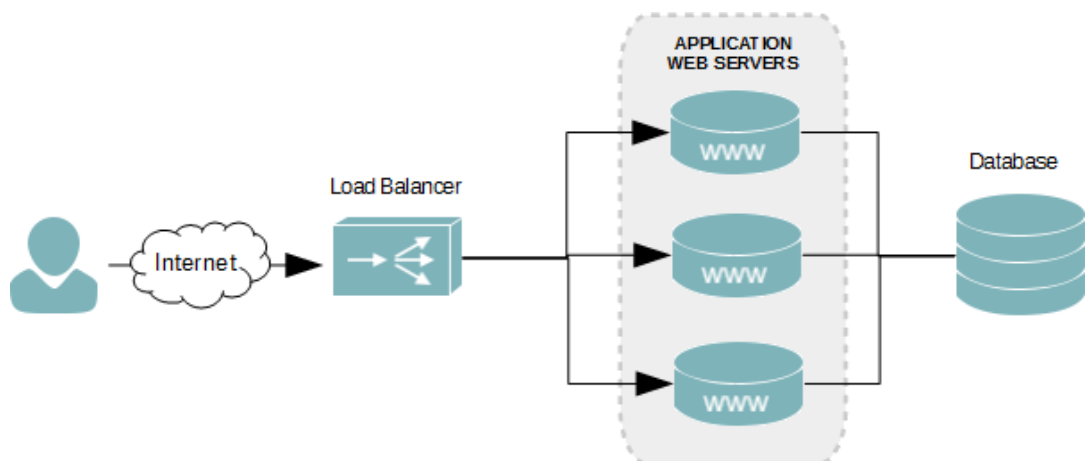 APPLICATION
WEB SERVERS
WWW
Database
Load Balancer
Internet
WWW
WWW